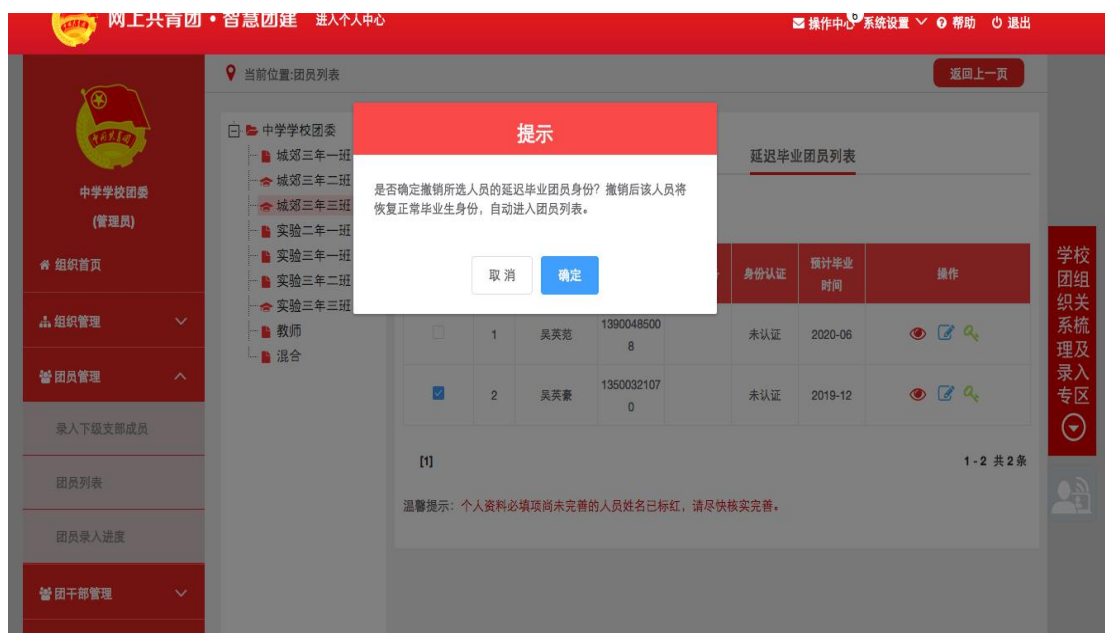 网上共青团·智慧团建 进入个人中心
操作中心 6 系统设置 帮助 退出
中学学校团委
(管理员)
组织首页
组织管理
团员管理
录入下级支部成员
团员列表
团员录入进度
团干部管理
当前位置:团员列表
返回上一页
中学学校团委
城郊三年一班
城郊三年二班
城郊三年三班
实验二年一班
实验三年一班
实验三年二班
实验三年三班
教师
混合
延迟毕业团员列表
提示
是否确定撤销所选人员的延迟毕业团员身份？撤销后该人员将
恢复正常毕业生身份，自动进入团员列表。
取 消 确定
身份认证 预计毕业
时间 操作
1 吴英范 1390048500
8 未认证 2020-06
2 吴英豪 1350032107
0 未认证 2019-12
[1] 1-2 共2条
温馨提示：个人资料必填项尚未完善的人员姓名已标红，请尽快核实完善。
学校
团组
织关
系梳
理及
录入
专区